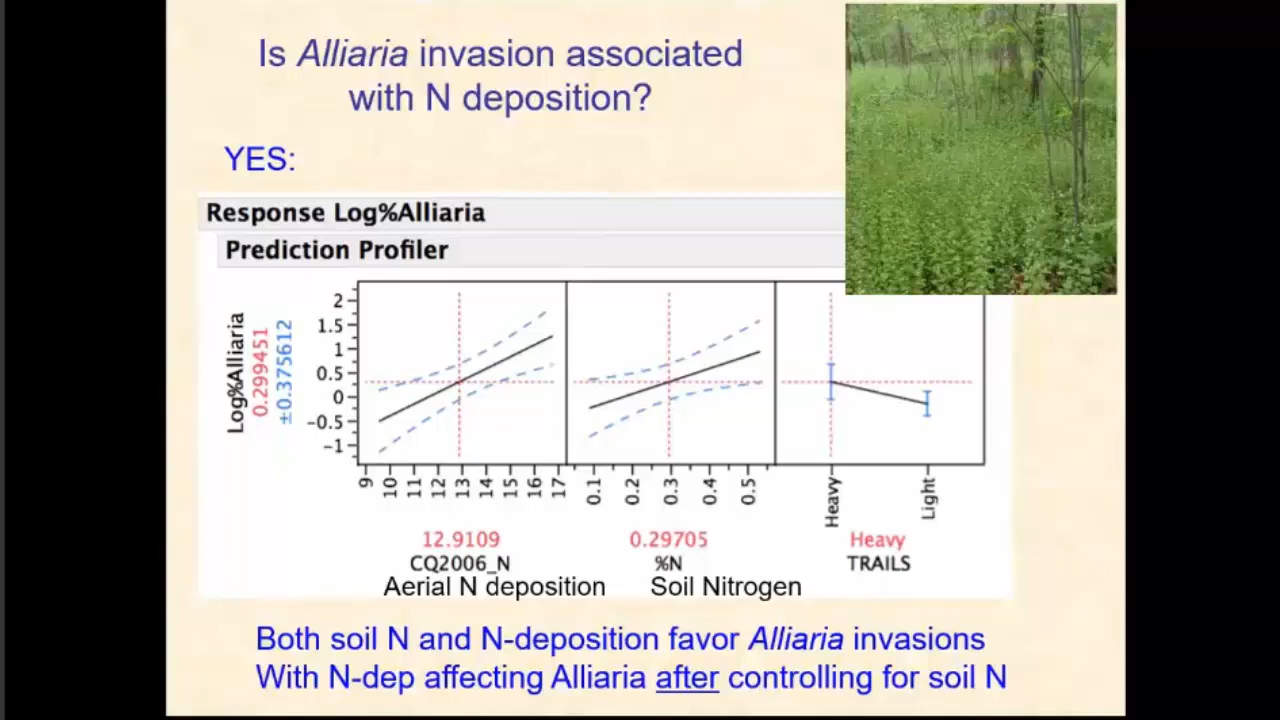 Is Alliaria invasion associated
with N deposition?
YES:
Response Log%Alliaria
Prediction Profiler
Log%Alliaria
0.299451
±0.375612
2
1.5
1
0.5
0
-0.5
-1
9 10 11 12 13 14 15 16 17
0.1 0.2 0.3 0.4 0.5
Heavy Light
12.9109 0.29705 Heavy
CQ2006_N %N TRAILS
Aerial N deposition Soil Nitrogen
Both soil N and N-deposition favor Alliaria invasions
With N-dep affecting Alliaria after controlling for soil N